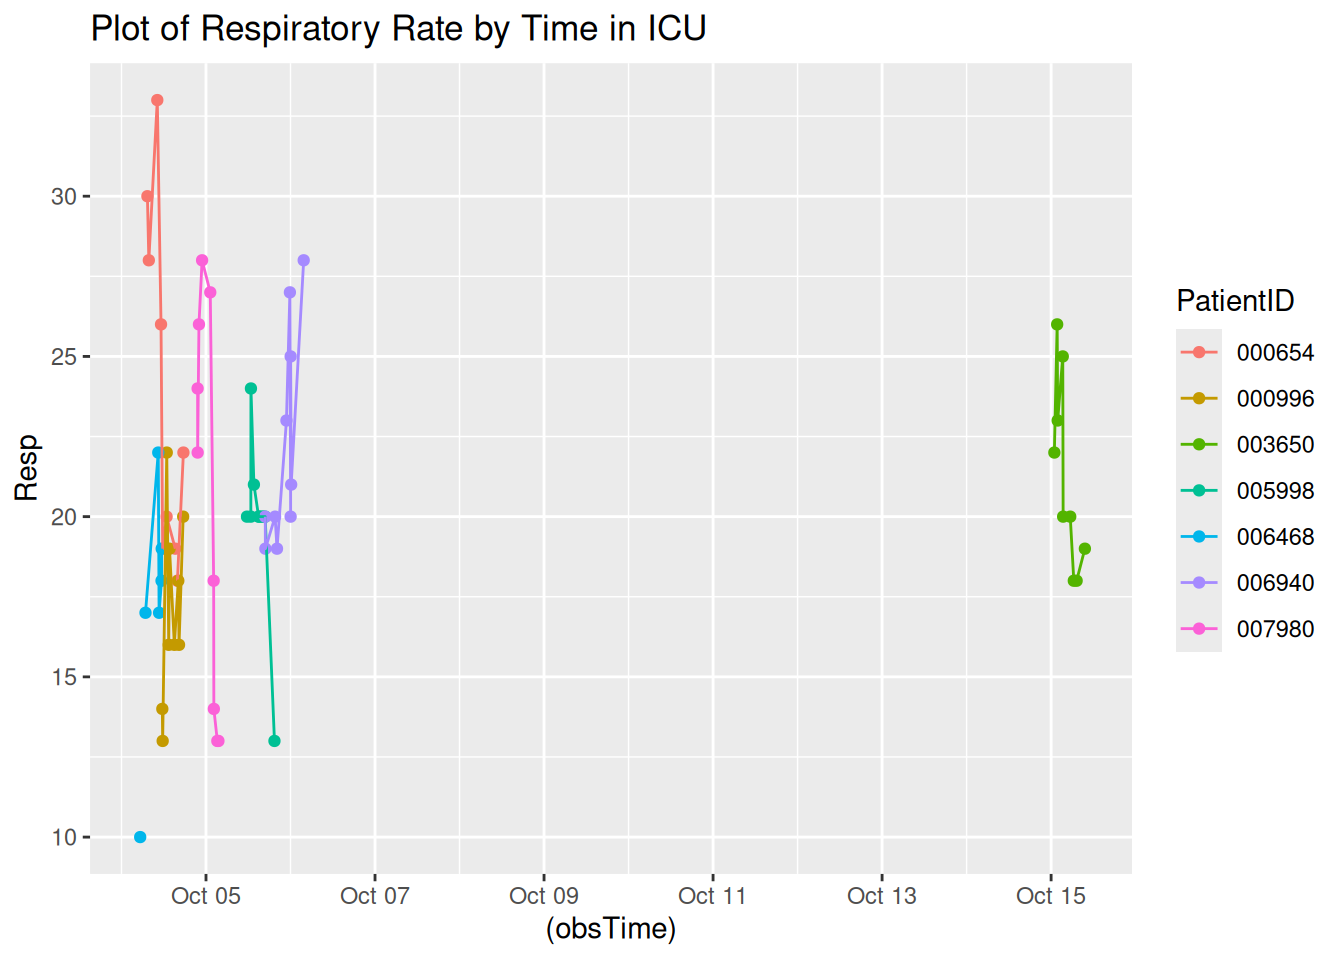 Plot of Respiratory Rate by Time in ICU
30
25
20
15
10
Resp
Oct 05
Oct 07
Oct 09
Oct 11
Oct 13
Oct 15
(obsTime)
PatientID
000654
000996
003650
005998
006468
006940
007980